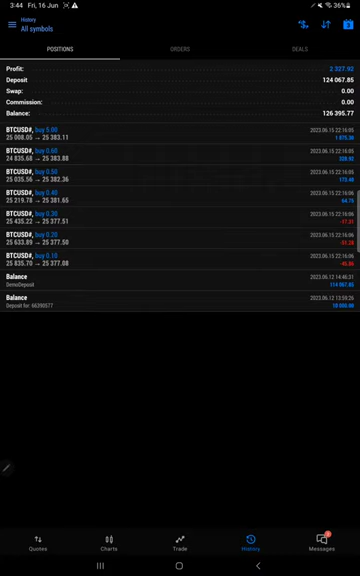 3:44 Fri, 16 Jun
36%
History
All symbols
POSITIONS ORDERS DEALS
Profit: 2 327.92
Deposit 124 067.85
Swap: 0.00
Commission: 0.00
Balance: 126 395.77
BTCUSD#, buy 5.00 2023.06.15 22:16:05
25 008.05 → 25 383.11 1 875.30
BTCUSD#, buy 0.60 2023.06.15 22:16:05
24 835.68 → 25 383.88 328.92
BTCUSD#, buy 0.50 2023.06.15 22:16:05
25 035.56 → 25 382.36 173.40
BTCUSD#, buy 0.40 2023.06.15 22:16:06
25 219.78 → 25 381.65 64.75
BTCUSD#, buy 0.30 2023.06.15 22:16:06
25 435.22 → 25 377.51 -17.31
BTCUSD#, buy 0.20 2023.06.15 22:16:06
25 633.89 → 25 377.50 -51.28
BTCUSD#, buy 0.10 2023.06.15 22:16:06
25 835.70 → 25 377.08 -45.86
Balance 2023.06.12 14:46:31
DemoDeposit 114 067.85
Balance 2023.06.12 13:59:26
Deposit for: 66390577 10 000.00
Quotes Charts Trade History Messages